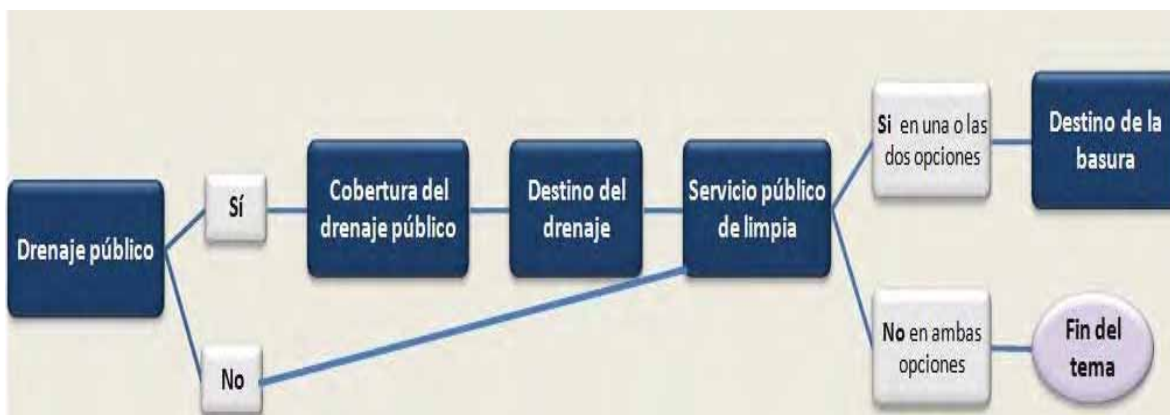 Drenaje público
Sí
No
Cobertura del
drenaje público
Destino del
drenaje
Servicio público
de limpia
Si en una o las
dos opciones
Destino de la
basura
No en ambas
opciones
Fin del
tema